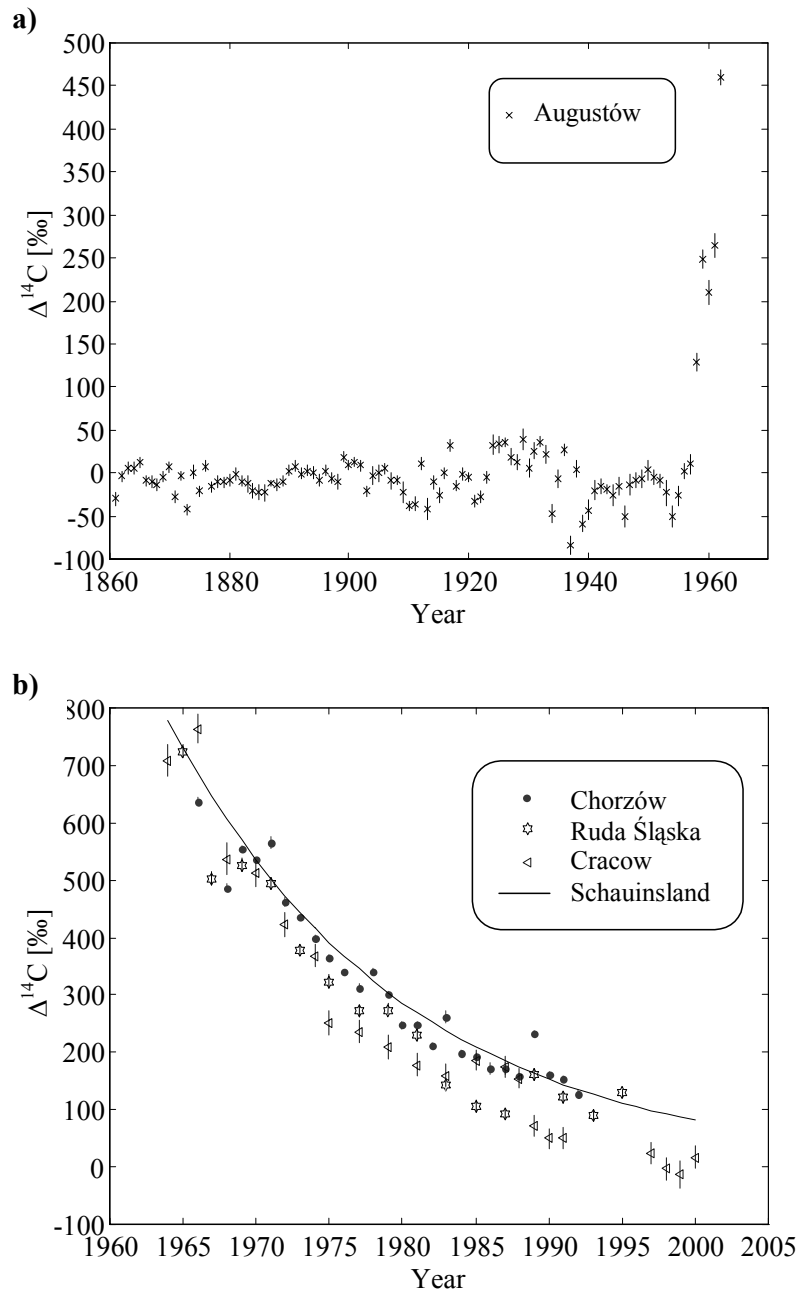 a)
500
450
400
350
300
250
200
150
100
50
0
-50
-100
Δ¹⁴C [‰]
× Augustów
1860 1880 1900 1920 1940 1960
Year
b)
800
700
600
500
400
300
200
100
0
-100
Δ¹⁴C [‰]
Chorzów
Ruda Śląska
Cracow
Schauinsland
1960 1965 1970 1975 1980 1985 1990 1995 2000 2005
Year